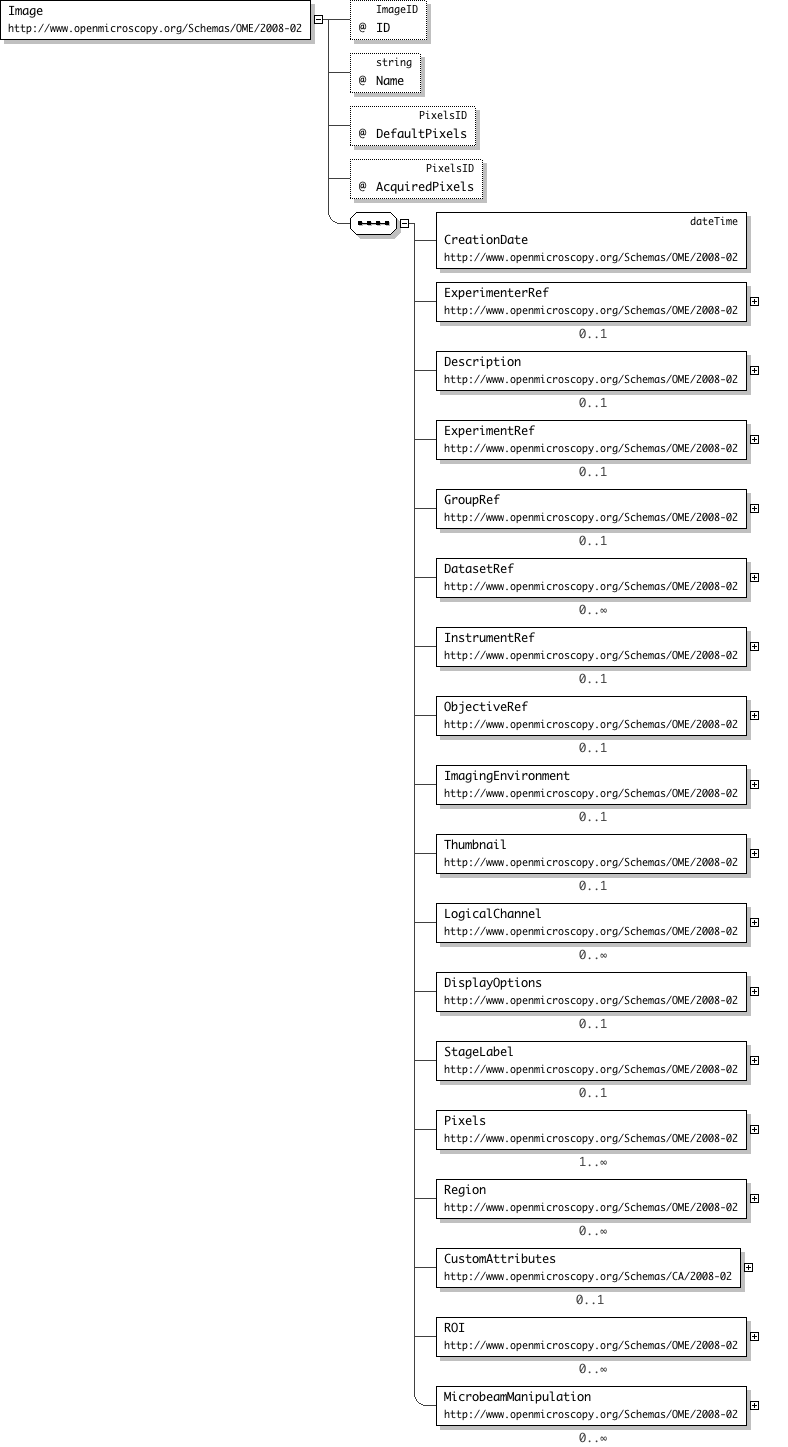 Image
http://www.openmicroscopy.org/Schemas/OME/2008-02
ImageID
@ ID
string
@ Name
PixelsID
@ DefaultPixels
PixelsID
@ AcquiredPixels
dateTime
CreationDate
http://www.openmicroscopy.org/Schemas/OME/2008-02
ExperimenterRef
http://www.openmicroscopy.org/Schemas/OME/2008-02
0..1
Description
http://www.openmicroscopy.org/Schemas/OME/2008-02
0..1
ExperimentRef
http://www.openmicroscopy.org/Schemas/OME/2008-02
0..1
GroupRef
http://www.openmicroscopy.org/Schemas/OME/2008-02
0..1
DatasetRef
http://www.openmicroscopy.org/Schemas/OME/2008-02
0..∞
InstrumentRef
http://www.openmicroscopy.org/Schemas/OME/2008-02
0..1
ObjectiveRef
http://www.openmicroscopy.org/Schemas/OME/2008-02
0..1
ImagingEnvironment
http://www.openmicroscopy.org/Schemas/OME/2008-02
0..1
Thumbnail
http://www.openmicroscopy.org/Schemas/OME/2008-02
0..1
LogicalChannel
http://www.openmicroscopy.org/Schemas/OME/2008-02
0..∞
DisplayOptions
http://www.openmicroscopy.org/Schemas/OME/2008-02
0..1
StageLabel
http://www.openmicroscopy.org/Schemas/OME/2008-02
0..1
Pixels
http://www.openmicroscopy.org/Schemas/OME/2008-02
1..∞
Region
http://www.openmicroscopy.org/Schemas/OME/2008-02
0..∞
CustomAttributes
http://www.openmicroscopy.org/Schemas/CA/2008-02
0..1
ROI
http://www.openmicroscopy.org/Schemas/OME/2008-02
0..∞
MicrobeamManipulation
http://www.openmicroscopy.org/Schemas/OME/2008-02
0..∞